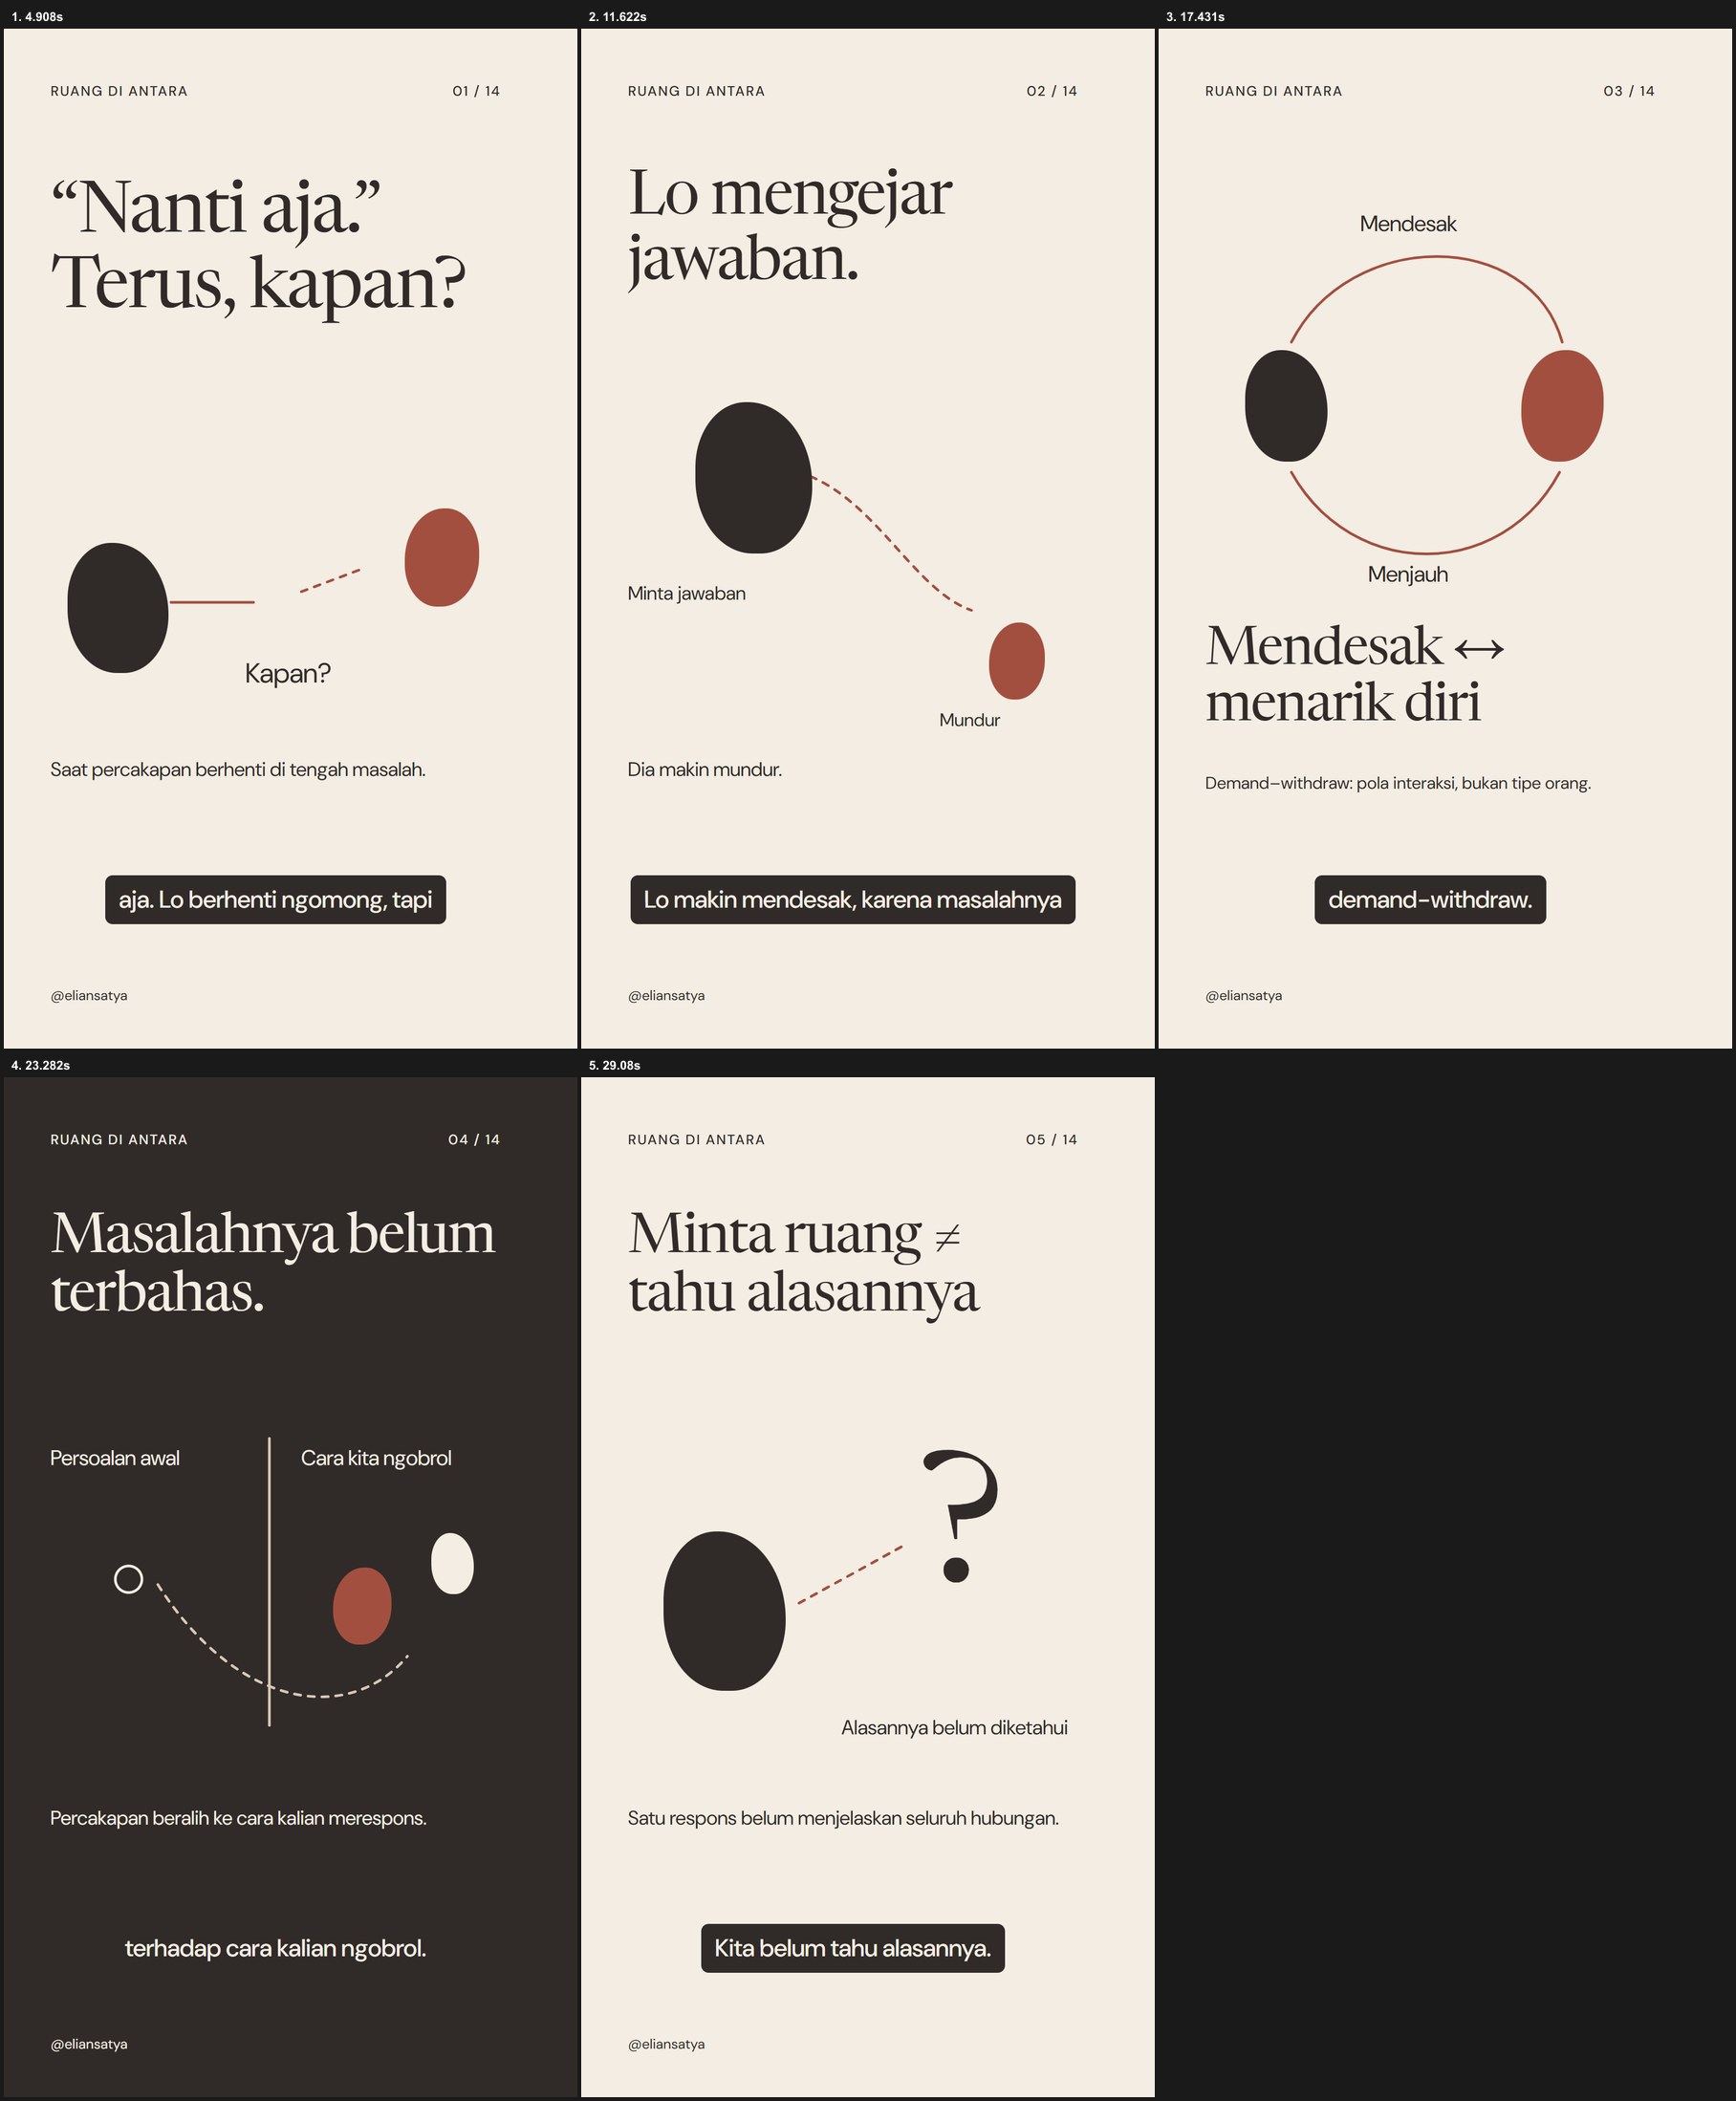 1. 4.908s
RUANG DI ANTARA
01 / 14
“Nanti aja.”
Terus, kapan?
Kapan?
Saat percakapan berhenti di tengah masalah.
aja. Lo berhenti ngomong, tapi
@eliansatya
2. 11.622s
RUANG DI ANTARA
02 / 14
Lo mengejar
jawaban.
Minta jawaban
Mundur
Dia makin mundur.
Lo makin mendesak, karena masalahnya
@eliansatya
3. 17.431s
RUANG DI ANTARA
03 / 14
Mendesak
Menjauh
Mendesak ↔
menarik diri
Demand–withdraw: pola interaksi, bukan tipe orang.
demand-withdraw.
@eliansatya
4. 23.282s
RUANG DI ANTARA
04 / 14
Masalahnya belum
terbahas.
Persoalan awal
Cara kita ngobrol
Percakapan beralih ke cara kalian merespons.
terhadap cara kalian ngobrol.
@eliansatya
5. 29.08s
RUANG DI ANTARA
05 / 14
Minta ruang ≠
tahu alasannya
?
Alasannya belum diketahui
Satu respons belum menjelaskan seluruh hubungan.
Kita belum tahu alasannya.
@eliansatya